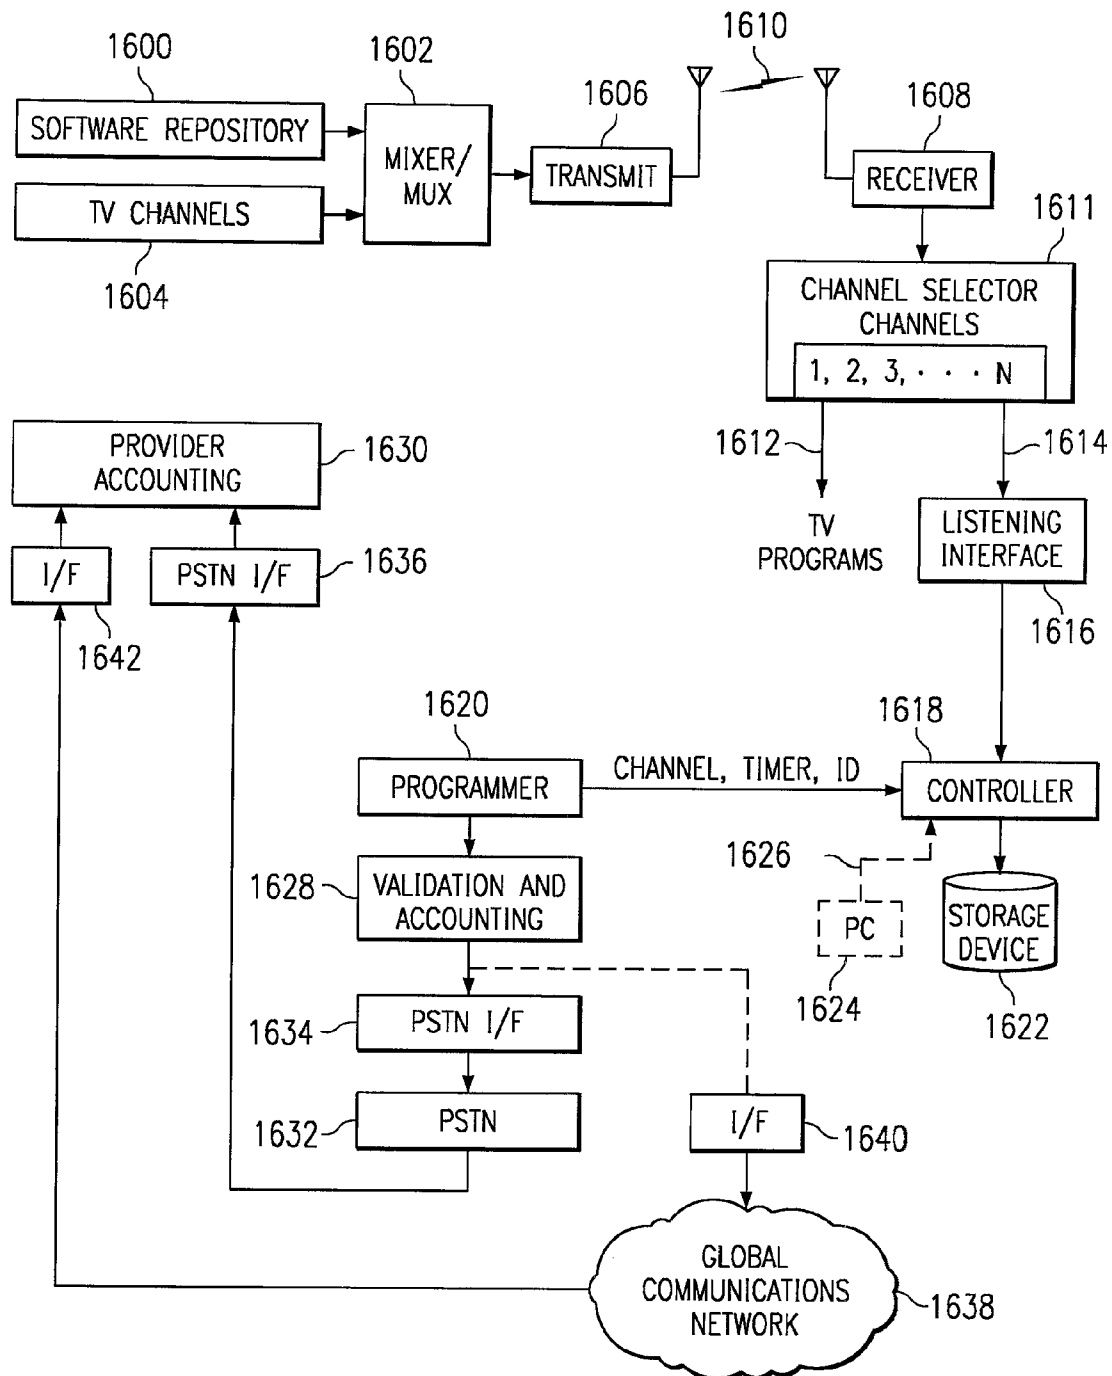 1600
1602
1610
1606
1608
SOFTWARE REPOSITORY
MIXER/
MUX
TRANSMIT
RECEIVER
TV CHANNELS
1604
1611
CHANNEL SELECTOR
CHANNELS
1, 2, 3, · · · N
1612
1614
PROVIDER
ACCOUNTING
1630
TV
PROGRAMS
LISTENING
INTERFACE
I/F
PSTN I/F
1636
1642
1616
1620
1618
PROGRAMMER
CHANNEL, TIMER, ID
CONTROLLER
1626
1628
VALIDATION AND
ACCOUNTING
PC
STORAGE
DEVICE
1624
1622
1634
PSTN I/F
1632
PSTN
I/F
1640
GLOBAL
COMMUNICATIONS
NETWORK
1638